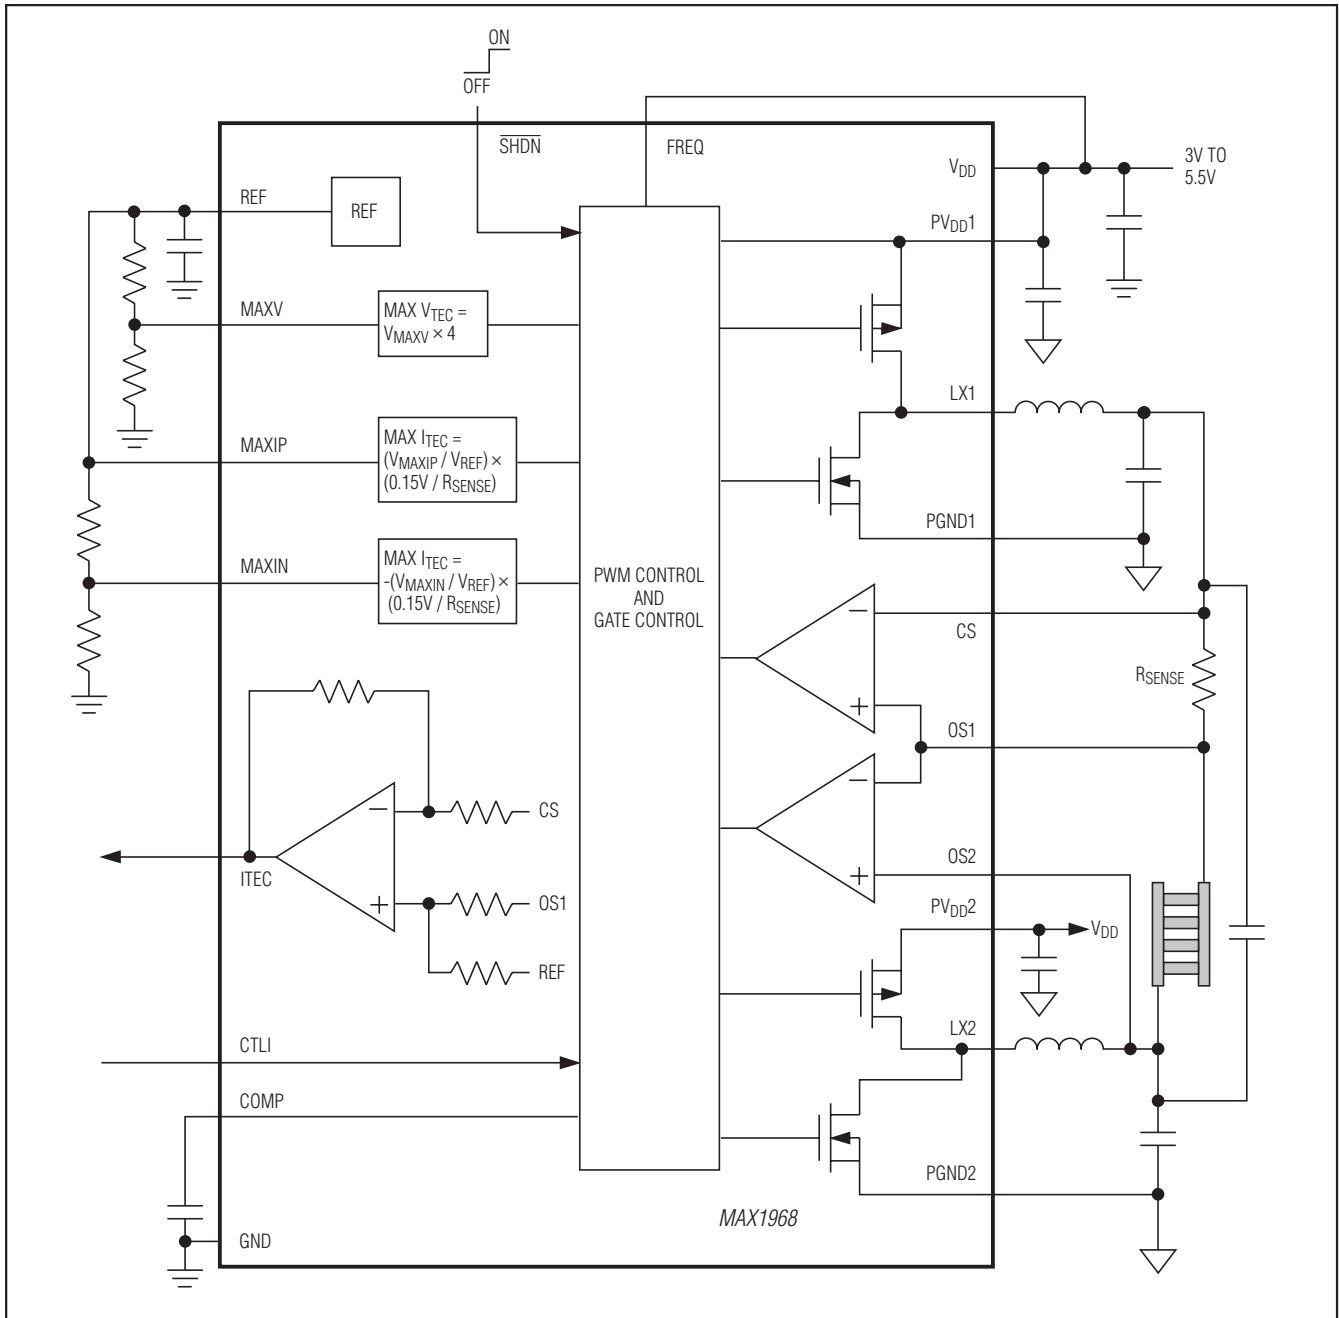 ON
OFF
SHDN
FREQ
VDD
3V TO
5.5V
REF
REF
PVDD1
MAXV
MAX VTEC =
VMAXV × 4
LX1
MAXIP
MAX ITEC =
(VMAXIP / VREF) ×
(0.15V / RSENSE)
PGND1
MAXIN
MAX ITEC =
-(VMAXIN / VREF) ×
(0.15V / RSENSE)
PWM CONTROL
AND
GATE CONTROL
−
CS
RSENSE
+
OS1
−
CS
−
OS2
+
ITEC
+
OS1
PVDD2
VDD
REF
LX2
CTLI
COMP
PGND2
MAX1968
GND